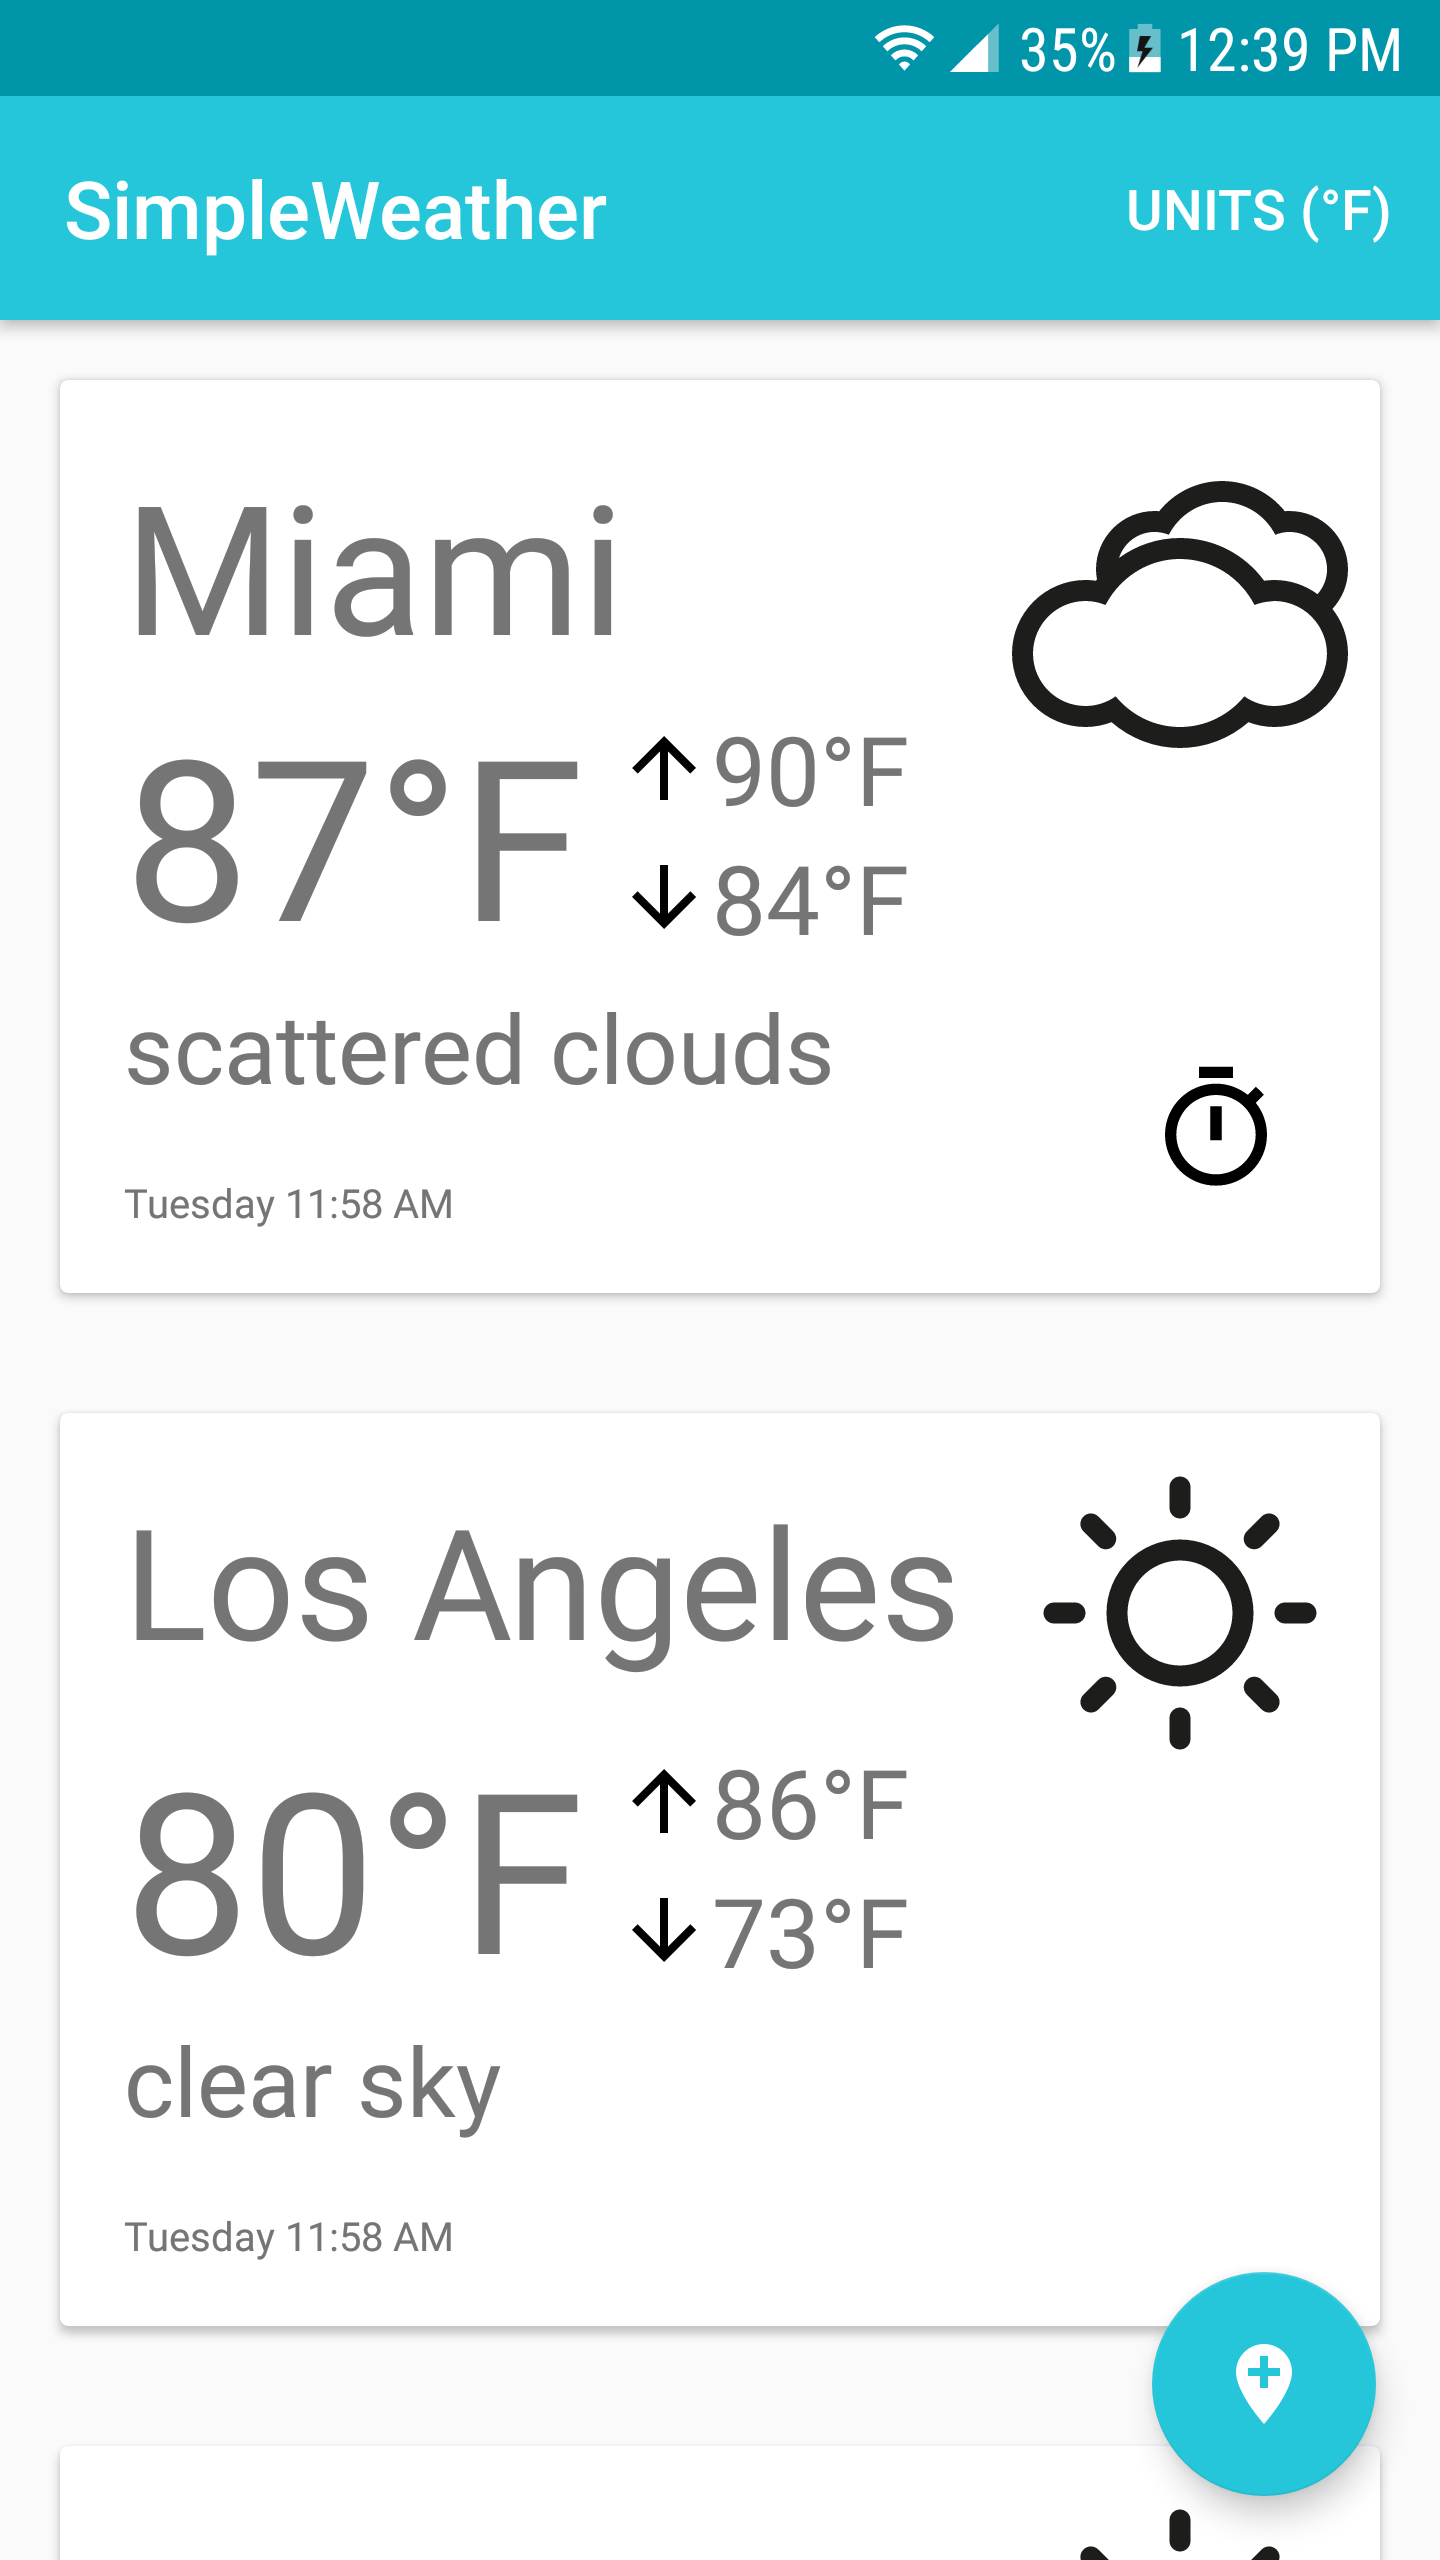 35% 12:39 PM
SimpleWeather UNITS (°F)
Miami
87°F
90°F
84°F
scattered clouds
Tuesday 11:58 AM
Los Angeles
80°F
86°F
73°F
clear sky
Tuesday 11:58 AM